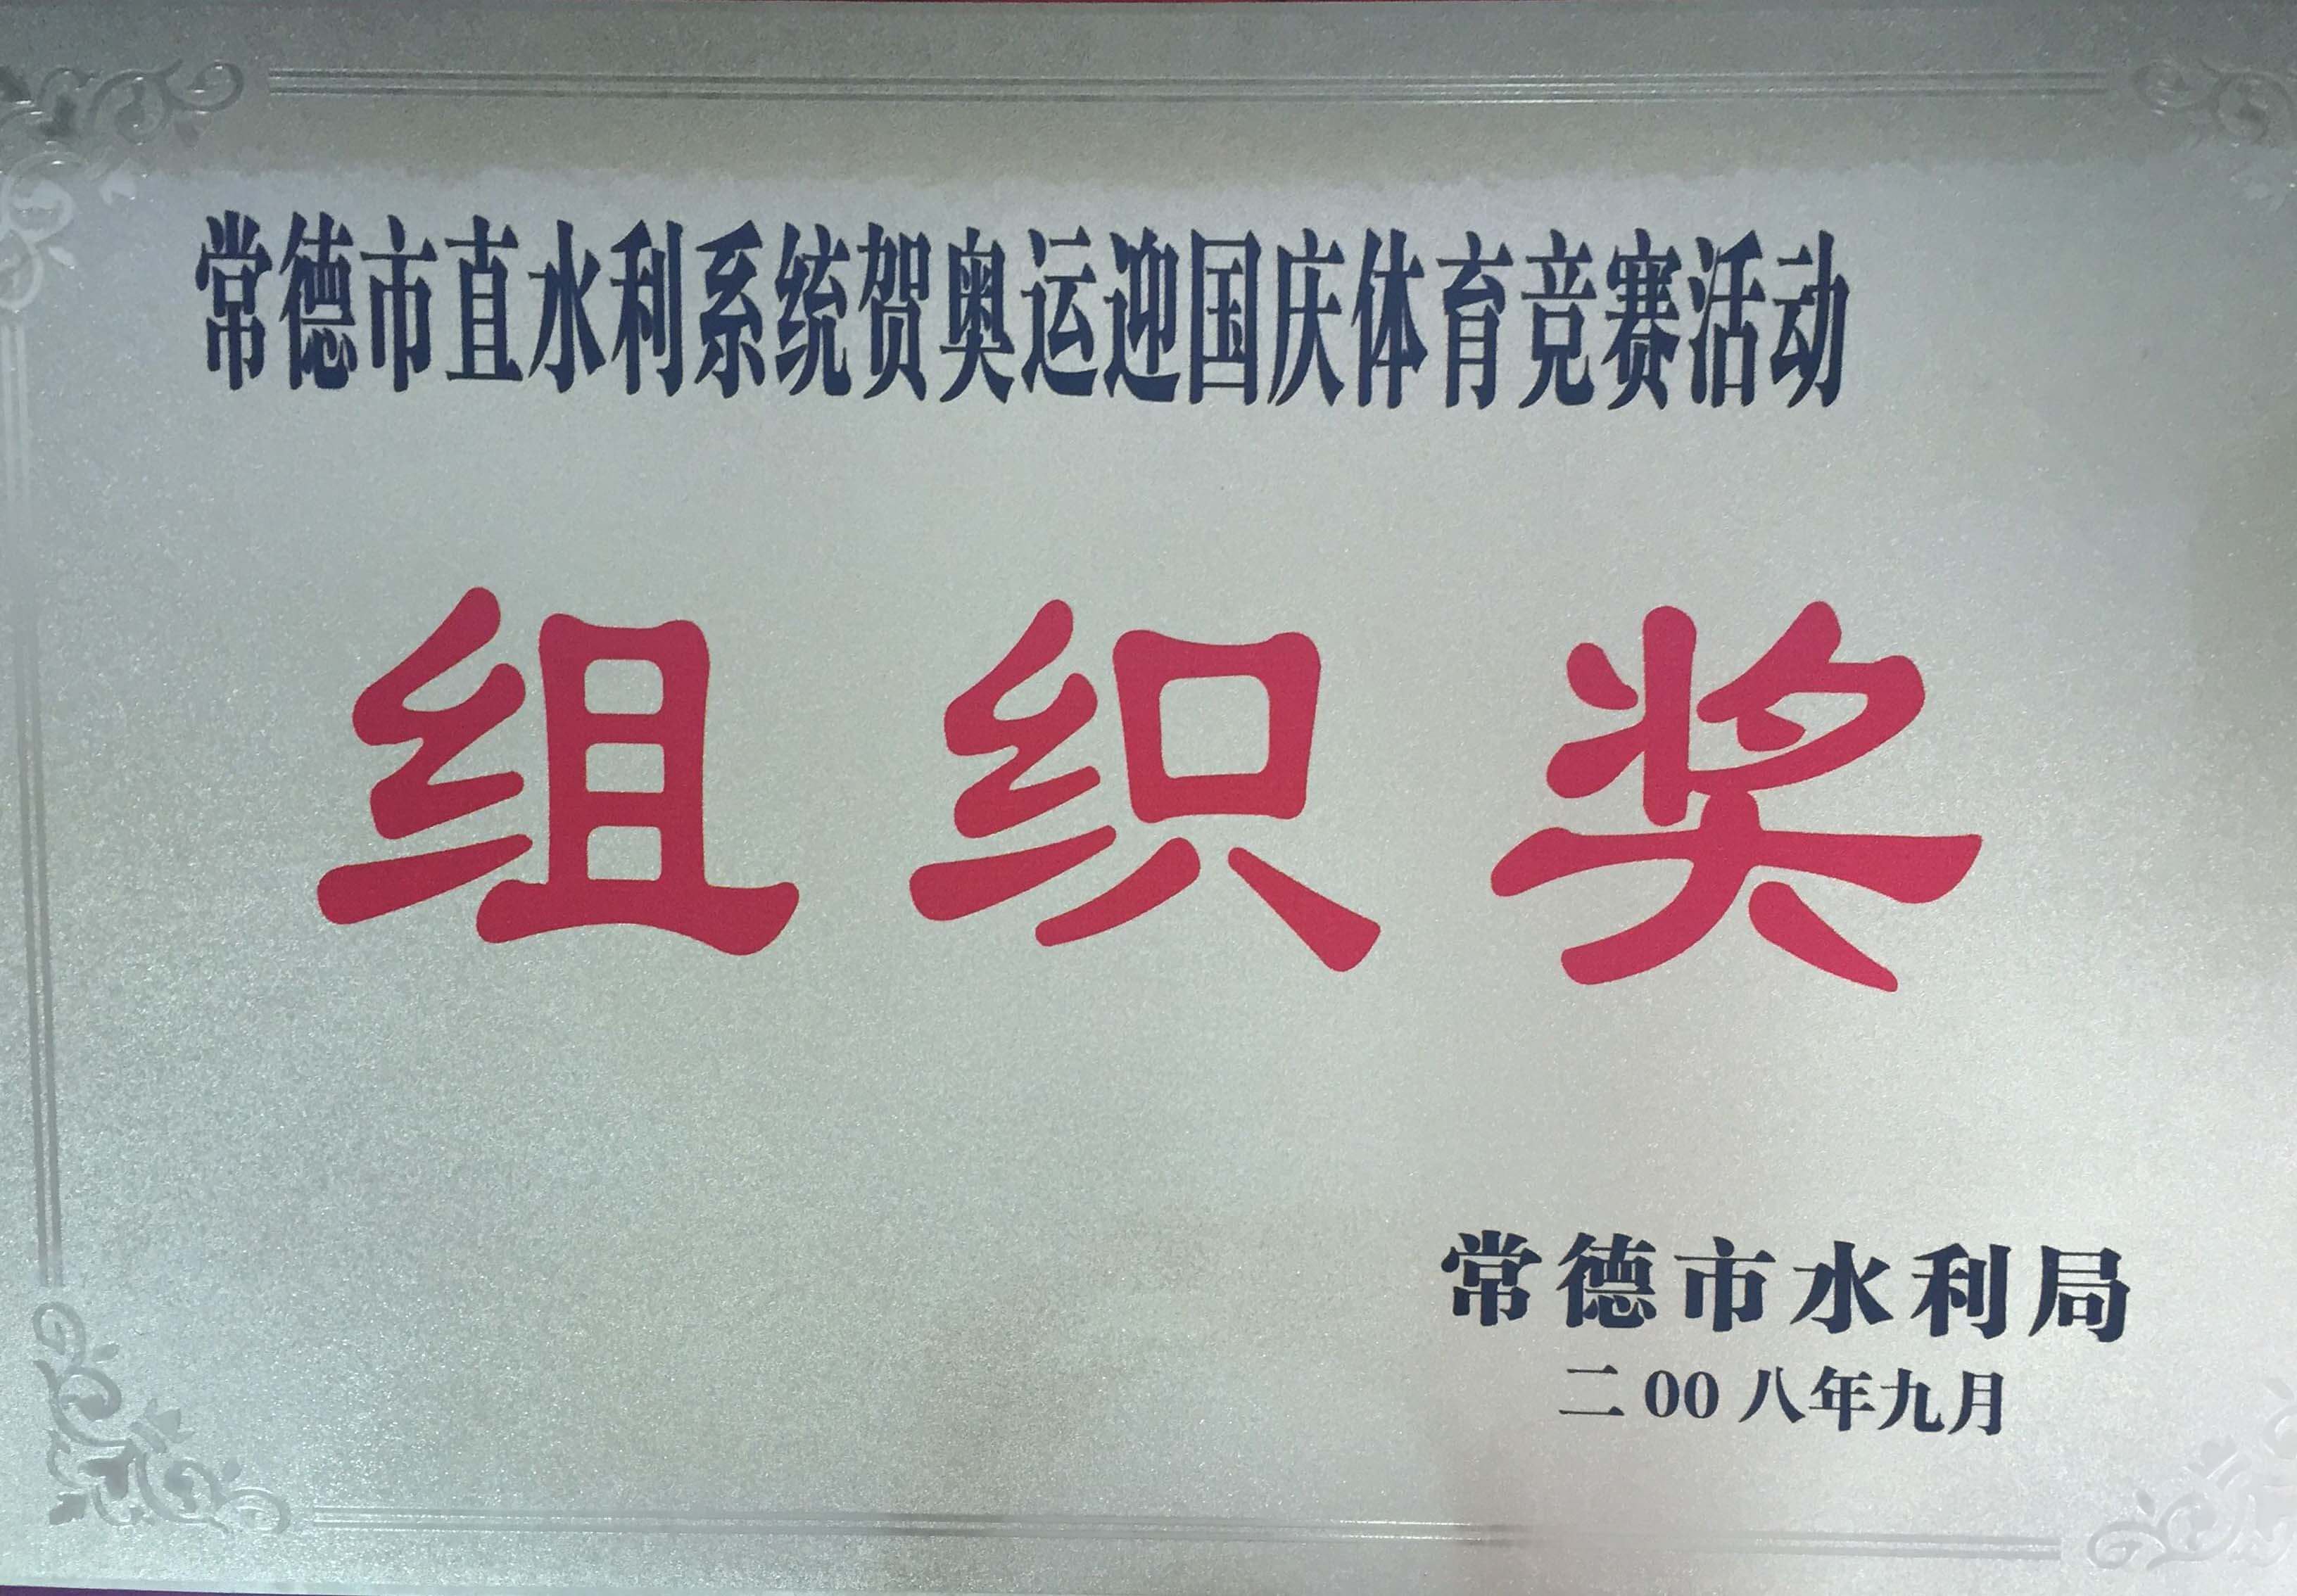 常德市直水利系统贺奥运迎国庆体育竞赛活动
组织奖
常德市水利局
二00八年九月